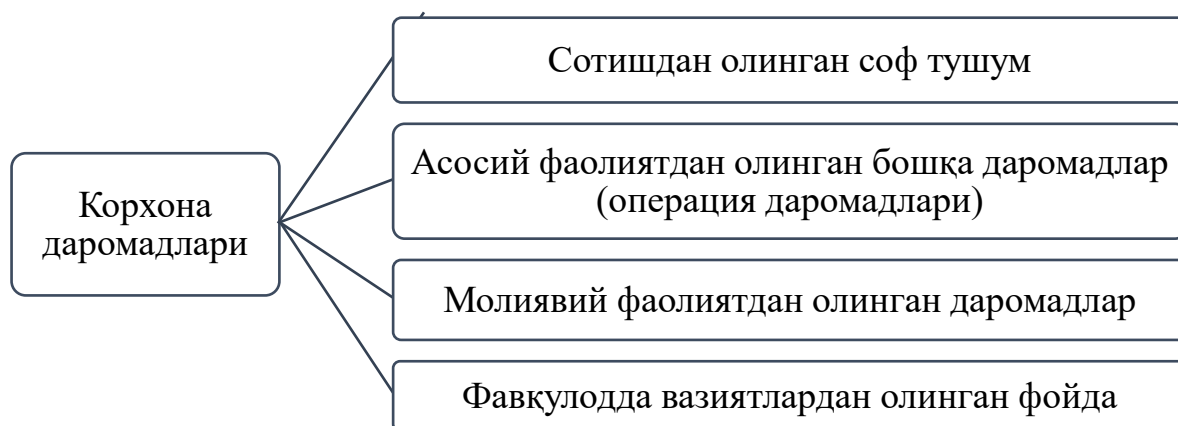 Корхона
даромадлари
Сотишдан олинган соф тушум
Асосий фаолиятдан олинган бошқа даромадлар
(операция даромадлари)
Молиявий фаолиятдан олинган даромадлар
Фавқулодда вазиятлардан олинган фойда